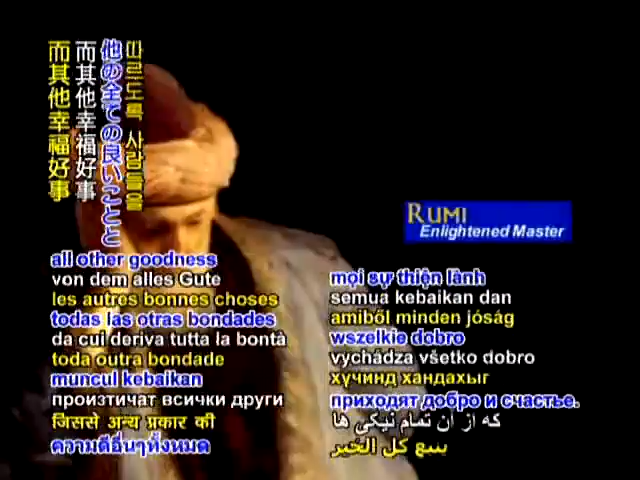 따르도록 사람들을
他の全ての良いことと
而其他幸福好事
而其他幸福好事
RUMI
Enlightened Master
all other goodness
von dem alles Gute
les autres bonnes choses
todas las otras bondades
da cui deriva tutta la bontà
toda outra bondade
muncul kebaikan
произтичат всички други
जिससे अन्य प्रकार की
ความดีอื่นๆทั้งหมด
mọi sự thiện lành
semua kebaikan dan
amiből minden jóság
wszelkie dobro
vychádza všetko dobro
хүчинд хандахыг
приходят добро и счастье.
که از آن تمام نیکی ها
ينبع كل الخير